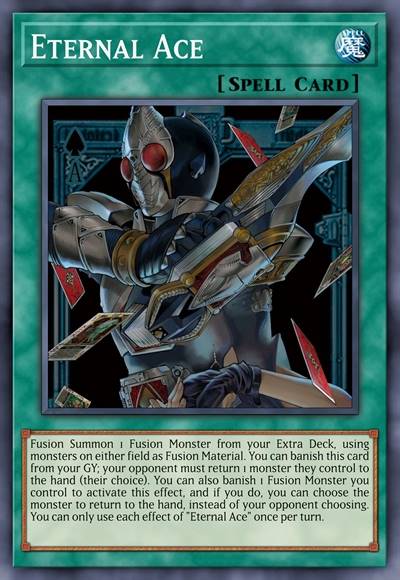 Eternal Ace
魔
[Spell Card]
A
Fusion Summon 1 Fusion Monster from your Extra Deck, using
monsters on either field as Fusion Material. You can banish this card
from your GY; your opponent must return 1 monster they control to
the hand (their choice). You can also banish 1 Fusion Monster you
control to activate this effect, and if you do, you can choose the
monster to return to the hand, instead of your opponent choosing.
You can only use each effect of "Eternal Ace" once per turn.